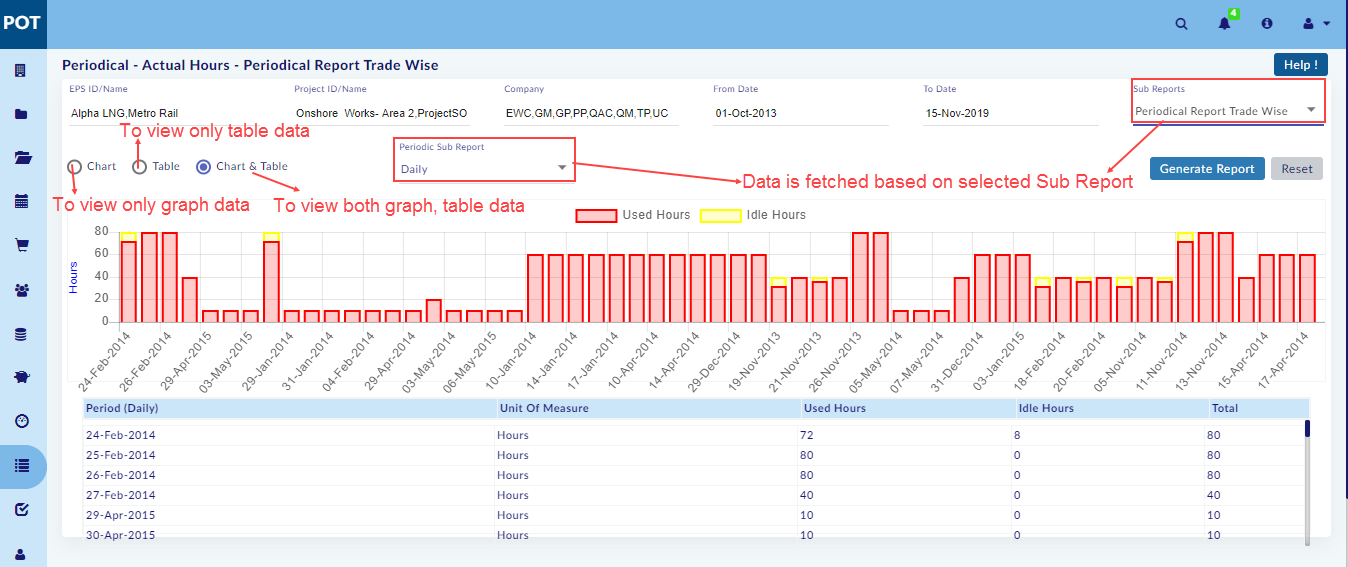 POT
4
Periodical - Actual Hours - Periodical Report Trade Wise
Help !
EPS ID/Name
Project ID/Name
Company
From Date
To Date
Sub Reports
Alpha LNG,Metro Rail
Onshore Works- Area 2,ProjectSO
EWC,GM,GP,PP,QAC,QM,TP,UC
01-Oct-2013
15-Nov-2019
Periodical Report Trade Wise
To view only table data
Periodic Sub Report
Chart
Table
Chart & Table
Daily
Generate Report
Reset
Data is fetched based on selected Sub Report
To view only graph data
To view both graph, table data
Used Hours
Idle Hours
Hours
80
60
40
20
0
24-Feb-2014
26-Feb-2014
29-Apr-2015
03-May-2015
29-Jan-2014
31-Jan-2014
04-Feb-2014
29-Apr-2014
03-May-2014
06-May-2015
10-Jan-2014
14-Jan-2014
17-Jan-2014
10-Apr-2014
14-Apr-2014
29-Dec-2014
19-Nov-2013
21-Nov-2013
26-Nov-2013
05-May-2014
07-May-2014
31-Dec-2014
03-Jan-2015
18-Feb-2014
20-Feb-2014
05-Nov-2014
11-Nov-2014
13-Nov-2014
15-Apr-2014
17-Apr-2014
Period (Daily) Unit Of Measure Used Hours Idle Hours Total
24-Feb-2014 Hours 72 8 80
25-Feb-2014 Hours 80 0 80
26-Feb-2014 Hours 80 0 80
27-Feb-2014 Hours 40 0 40
29-Apr-2015 Hours 10 0 10
30-Apr-2015 Hours 10 0 10